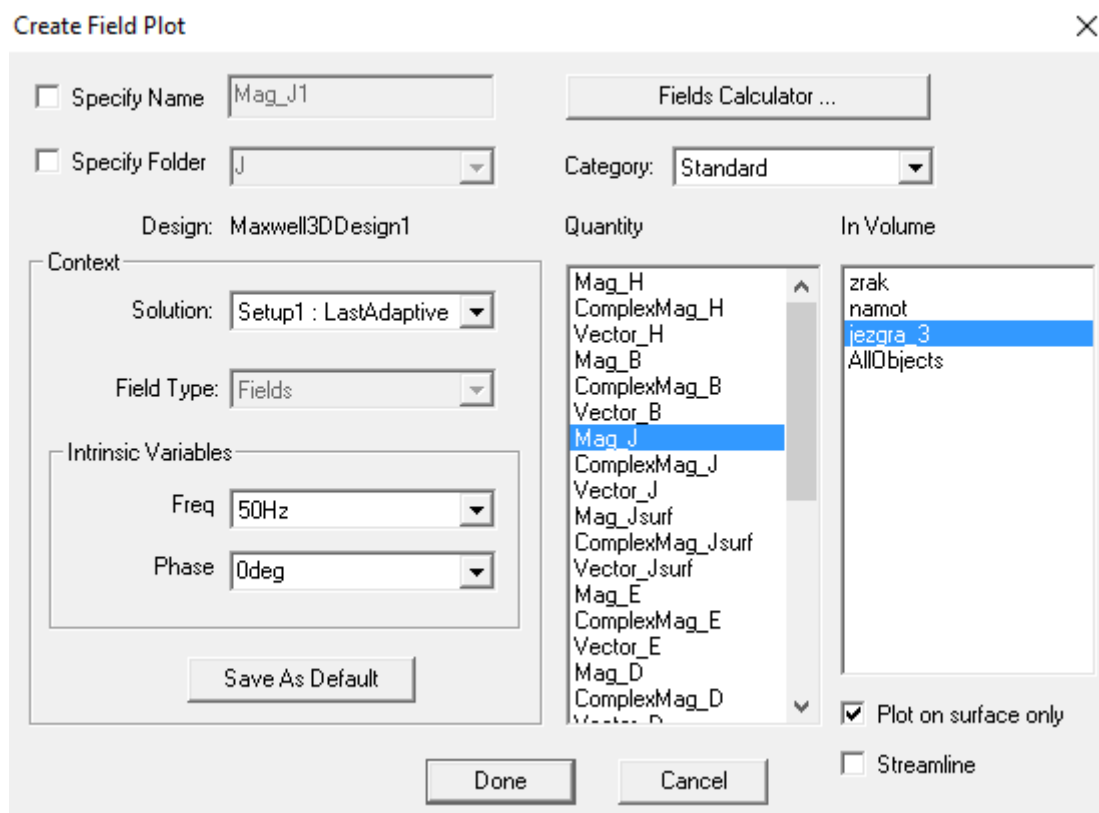 Create Field Plot
Specify Name
Mag_J1
Fields Calculator ...
Specify Folder
J
Category:
Standard
Design:
Maxwell3DDesign1
Quantity
In Volume
Context
Solution:
Setup1 : LastAdaptive
Field Type:
Fields
Intrinsic Variables
Freq
50Hz
Phase
0deg
Save As Default
Mag_H
ComplexMag_H
Vector_H
Mag_B
ComplexMag_B
Vector_B
Mag_J
ComplexMag_J
Vector_J
Mag_Jsurf
ComplexMag_Jsurf
Vector_Jsurf
Mag_E
ComplexMag_E
Vector_E
Mag_D
ComplexMag_D
Vector_D
zrak
namot
jezgra_3
AllObjects
Plot on surface only
Streamline
Done
Cancel